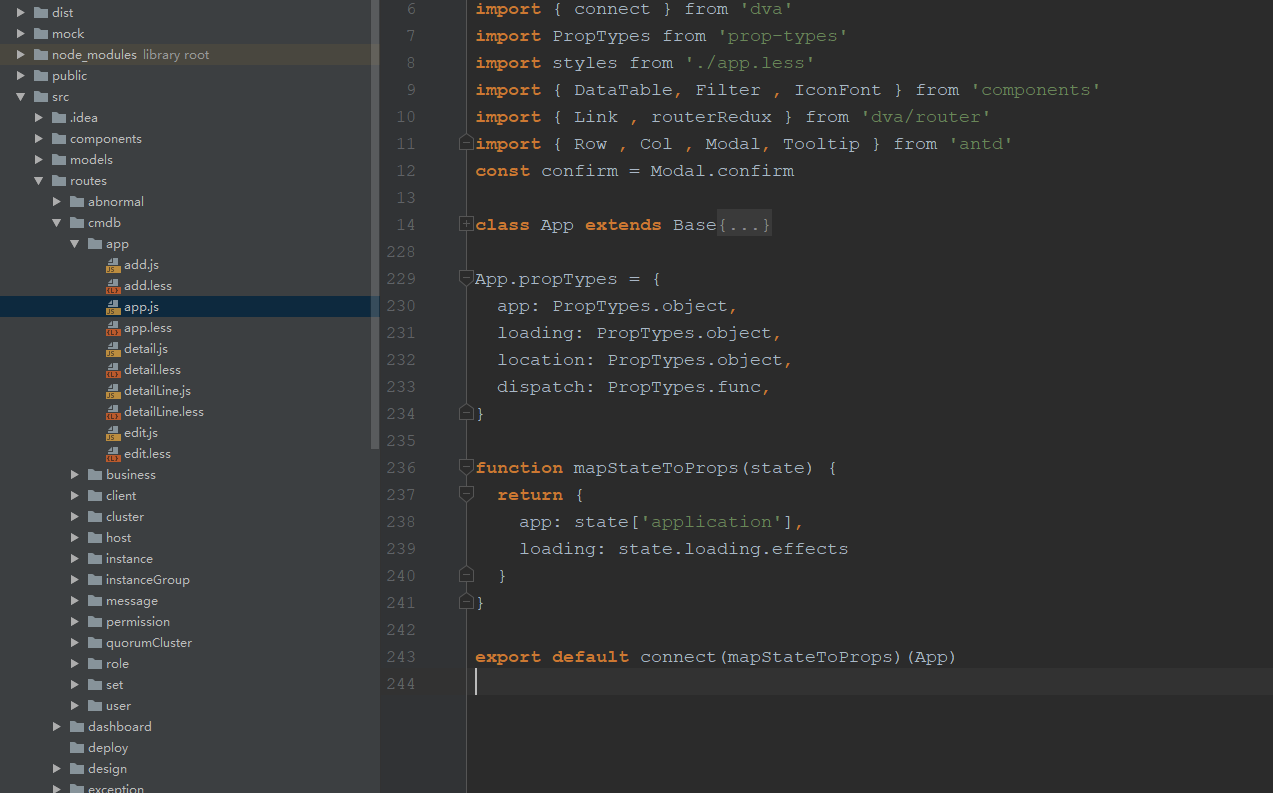 dist
mock
node_modules library root
public
src
.idea
components
models
routes
abnormal
cmdb
app
add.js
add.less
app.js
app.less
detail.js
detail.less
detailLine.js
detailLine.less
edit.js
edit.less
business
client
cluster
host
instance
instanceGroup
message
permission
quorumCluster
role
set
user
dashboard
deploy
design
exception
6 import { connect } from 'dva'
7 import PropTypes from 'prop-types'
8 import styles from './app.less'
9 import { DataTable, Filter , IconFont } from 'components'
10 import { Link , routerRedux } from 'dva/router'
11 import { Row , Col , Modal, Tooltip } from 'antd'
12 const confirm = Modal.confirm
13
14 class App extends Base{...}
228
229 App.propTypes = {
230 app: PropTypes.object,
231 loading: PropTypes.object,
232 location: PropTypes.object,
233 dispatch: PropTypes.func,
234 }
235
236 function mapStateToProps(state) {
237 return {
238 app: state['application'],
239 loading: state.loading.effects
240 }
241 }
242
243 export default connect(mapStateToProps)(App)
244